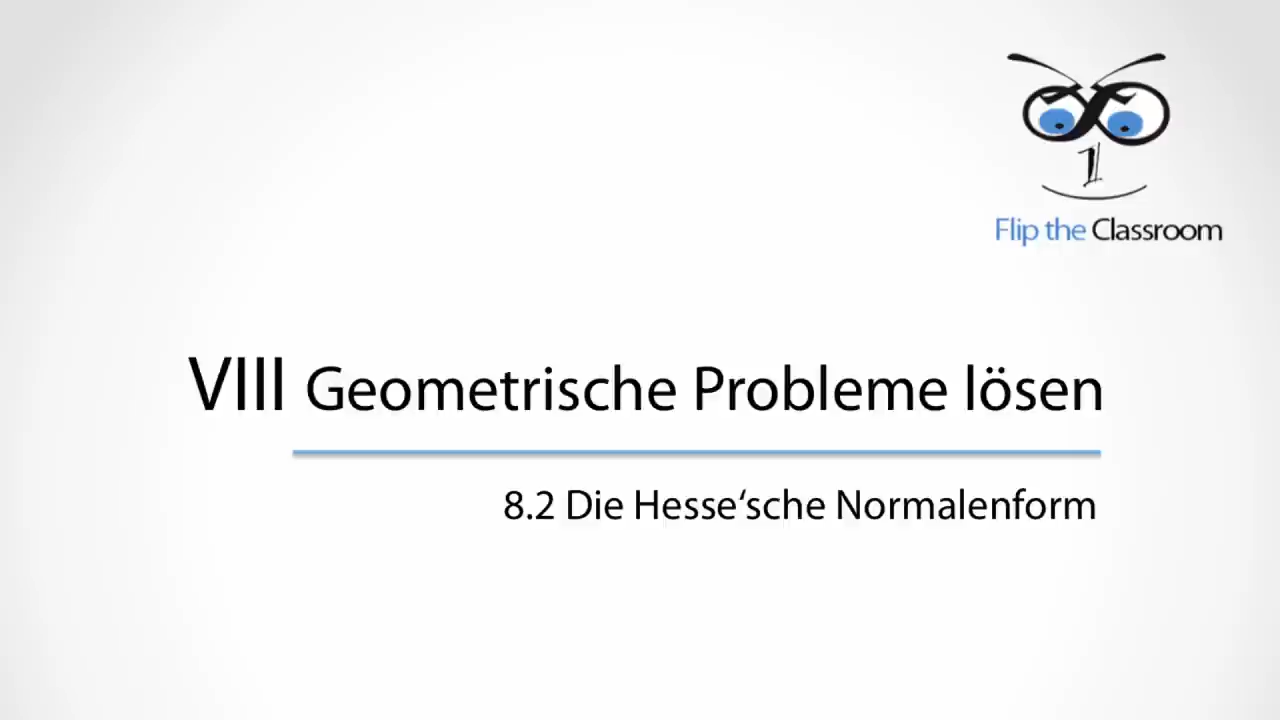 Flip the Classroom
VIII Geometrische Probleme lösen
8.2 Die Hesse‘sche Normalenform